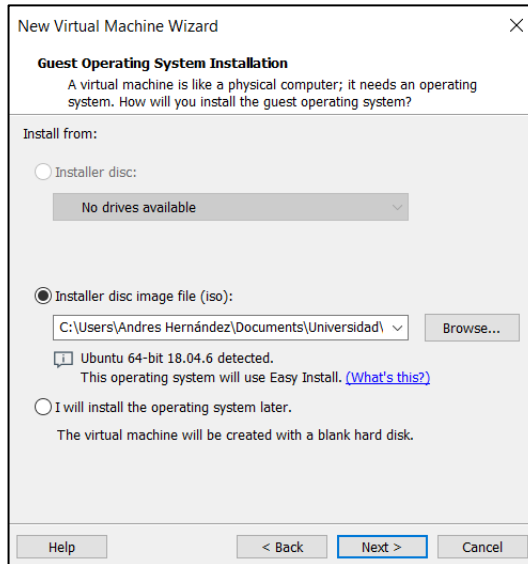 New Virtual Machine Wizard
Guest Operating System Installation
A virtual machine is like a physical computer; it needs an operating
system. How will you install the guest operating system?
Install from:
Installer disc:
No drives available
Installer disc image file (iso):
C:\Users\Andres Hernández\Documents\Universidad\
Browse...
Ubuntu 64-bit 18.04.6 detected.
This operating system will use Easy Install. (What's this?)
I will install the operating system later.
The virtual machine will be created with a blank hard disk.
Help < Back Next > Cancel